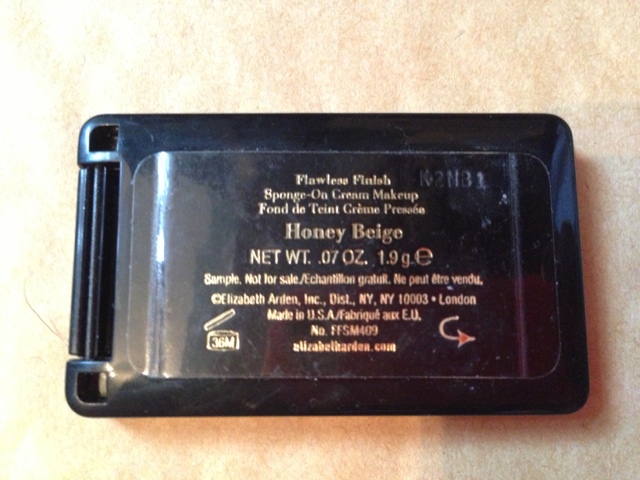 K2NB1
Flawless Finish
Sponge-On Cream Makeup
Fond de Teint Crème Pressée
Honey Beige
NET WT. .07 OZ. 1.9 g ℮
Sample. Not for sale./Echantillon gratuit. Ne peut être vendu.
©Elizabeth Arden, Inc., Dist., NY, NY 10003 • London
Made in U.S.A./Fabriqué aux E.U.
No. FFSM409
36M
elizabetharden.com